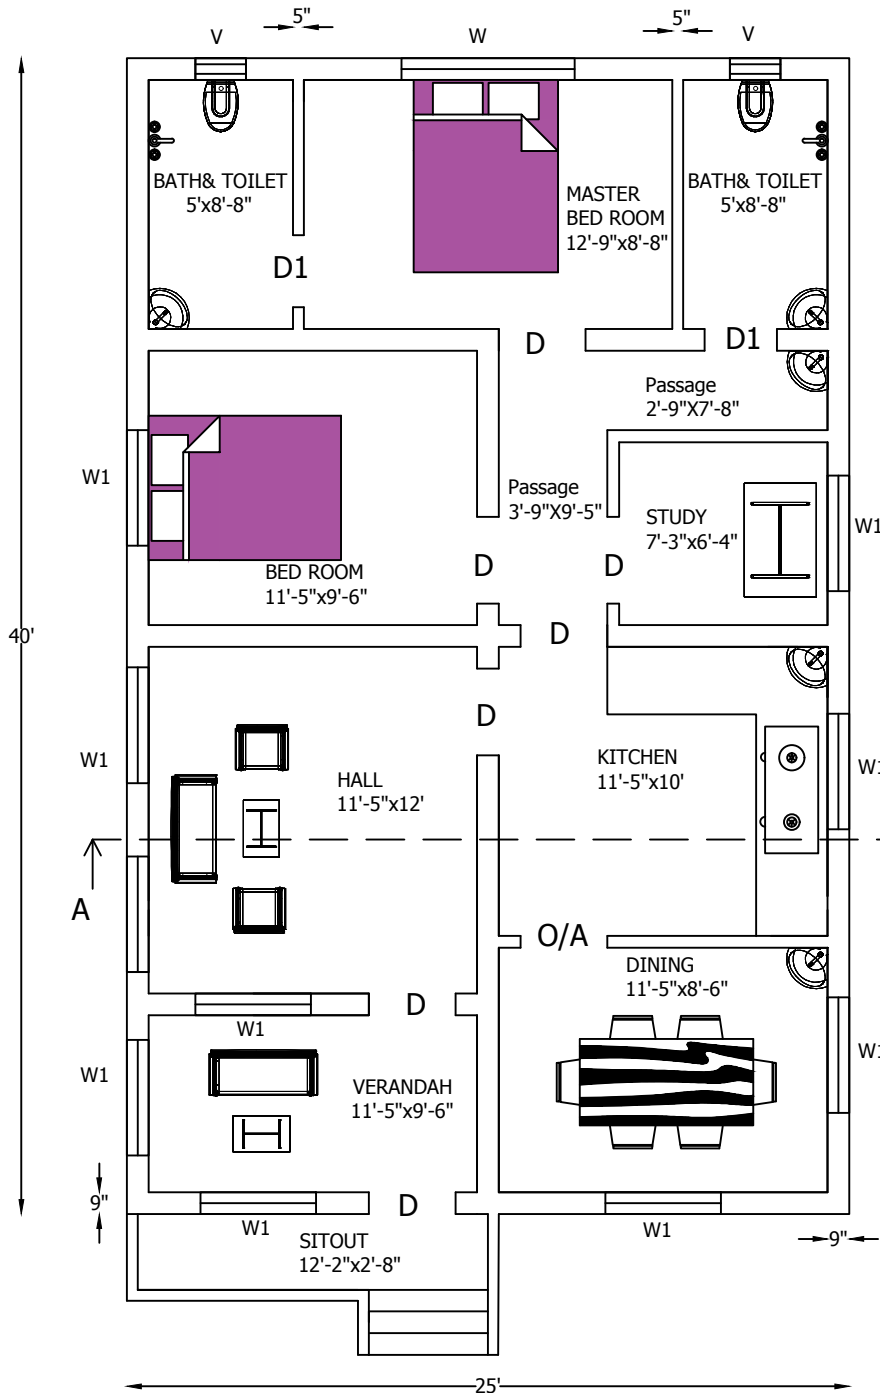 5"
5"
V
W
V
BATH& TOILET
5'x8'-8"
MASTER
BED ROOM
12'-9"x8'-8"
BATH& TOILET
5'x8'-8"
D1
D
D1
Passage
2'-9"X7'-8"
W1
Passage
3'-9"X9'-5"
STUDY
7'-3"x6'-4"
W1
BED ROOM
11'-5"x9'-6"
D
D
40'
D
D
W1
HALL
11'-5"x12'
KITCHEN
11'-5"x10'
W1
A
O/A
DINING
11'-5"x8'-6"
D
W1
W1
W1
VERANDAH
11'-5"x9'-6"
9"
D
W1
W1
9"
SITOUT
12'-2"x2'-8"
25'